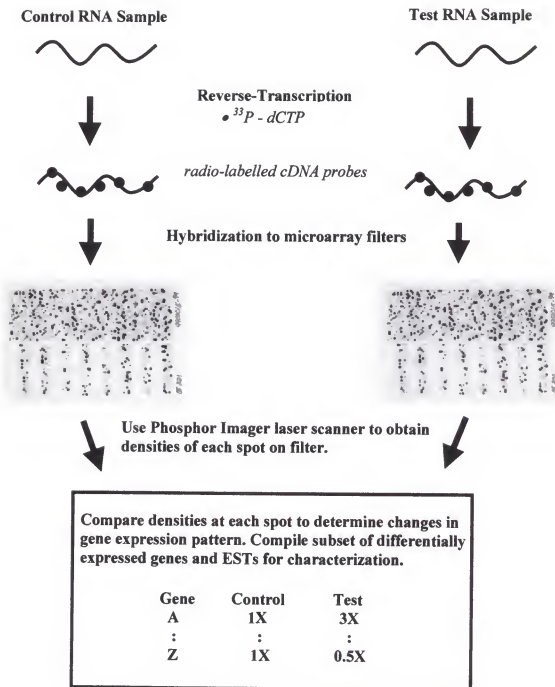 Control RNA Sample
Test RNA Sample
Reverse-Transcription
• ³³P - dCTP
radio-labelled cDNA probes
Hybridization to microarray filters
Use Phosphor Imager laser scanner to obtain
densities of each spot on filter.
Compare densities at each spot to determine changes in
gene expression pattern. Compile subset of differentially
expressed genes and ESTs for characterization.
Gene Control Test
A 1X 3X
: : :
Z 1X 0.5X